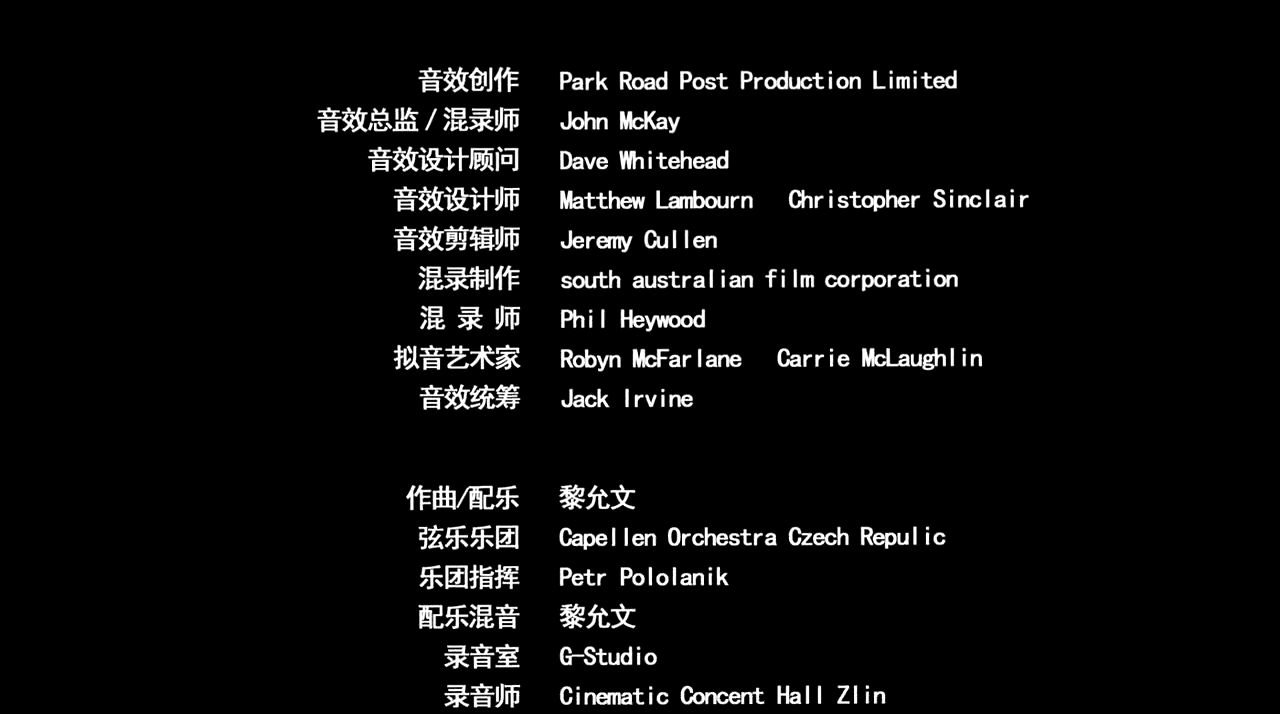 音效创作 Park Road Post Production Limited
音效总监/混录师 John McKay
音效设计顾问 Dave Whitehead
音效设计师 Matthew Lambourn Christopher Sinclair
音效剪辑师 Jeremy Cullen
混录制作 south australian film corporation
混 录 师 Phil Heywood
拟音艺术家 Robyn McFarlane Carrie McLaughlin
音效统筹 Jack Irvine
作曲/配乐 黎允文
弦乐乐团 Capellen Orchestra Czech Repulic
乐团指挥 Petr Pololanik
配乐混音 黎允文
录音室 G-Studio
录音师 Cinematic Concent Hall Zlin